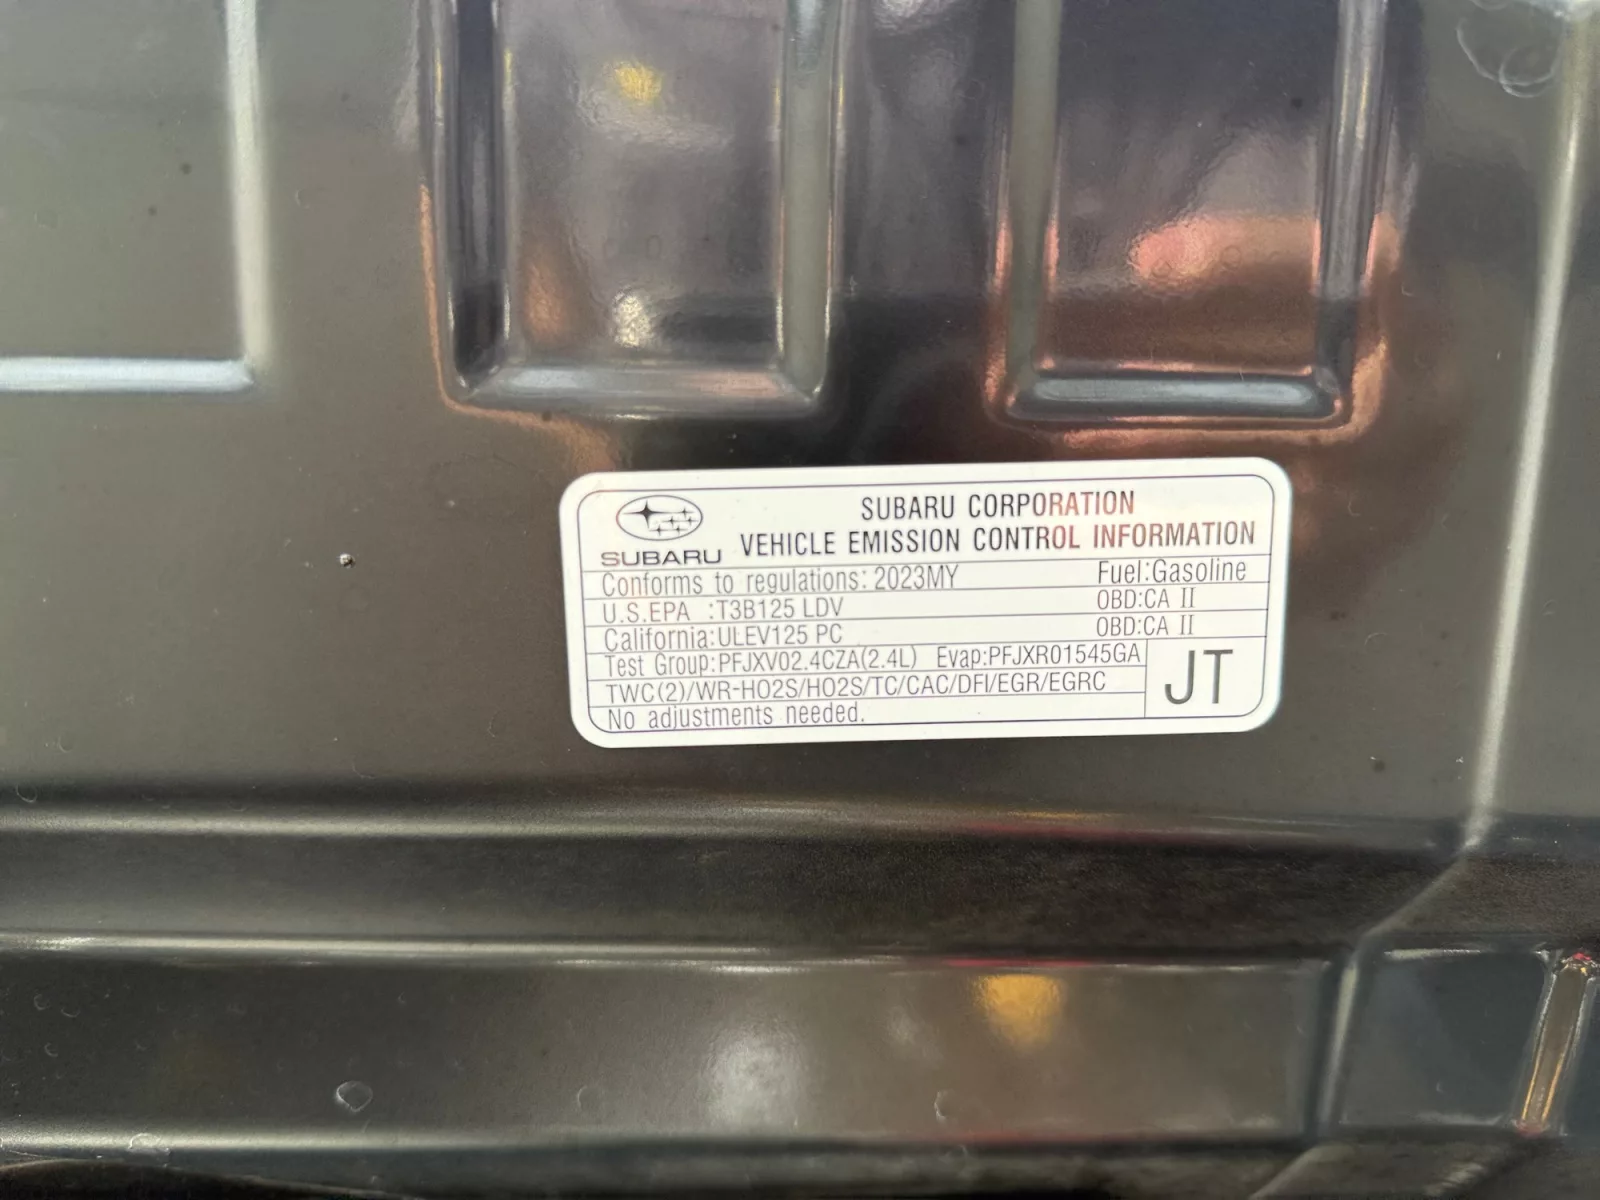 SUBARU
SUBARU CORPORATION
VEHICLE EMISSION CONTROL INFORMATION
Conforms to regulations: 2023MY Fuel:Gasoline
U.S.EPA :T3B125 LDV OBD:CA II
California:ULEV125 PC OBD:CA II
Test Group:PFJXV02.4CZA(2.4L) Evap:PFJXR01545GA
TWC(2)/WR-HO2S/HO2S/TC/CAC/DFI/EGR/EGRC
No adjustments needed.
JT